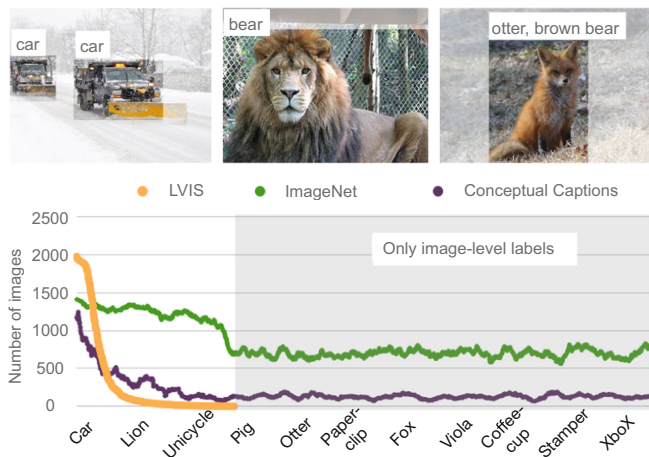 car
car
bear
otter, brown bear
LVIS
ImageNet
Conceptual Captions
Number of images
2500
2000
1500
1000
500
0
Only image-level labels
Car
Lion
Unicycle
Pig
Otter
Paper-
clip
Fox
Viola
Coffee-
cup
Stamper
XboX